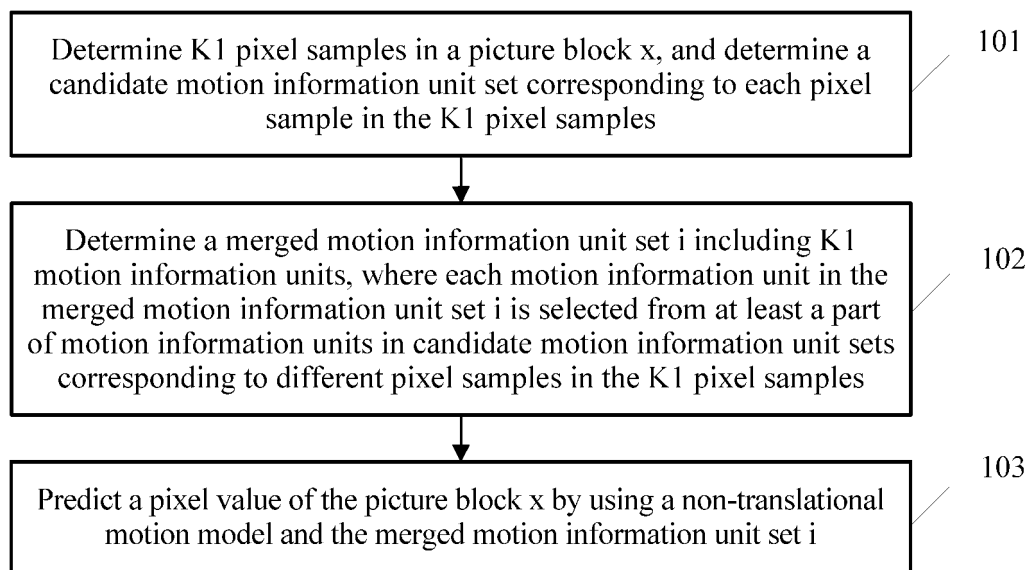 Determine K1 pixel samples in a picture block x, and determine a
candidate motion information unit set corresponding to each pixel
sample in the K1 pixel samples
101
Determine a merged motion information unit set i including K1
motion information units, where each motion information unit in the
merged motion information unit set i is selected from at least a part
of motion information units in candidate motion information unit sets
corresponding to different pixel samples in the K1 pixel samples
102
Predict a pixel value of the picture block x by using a non-translational
motion model and the merged motion information unit set i
103